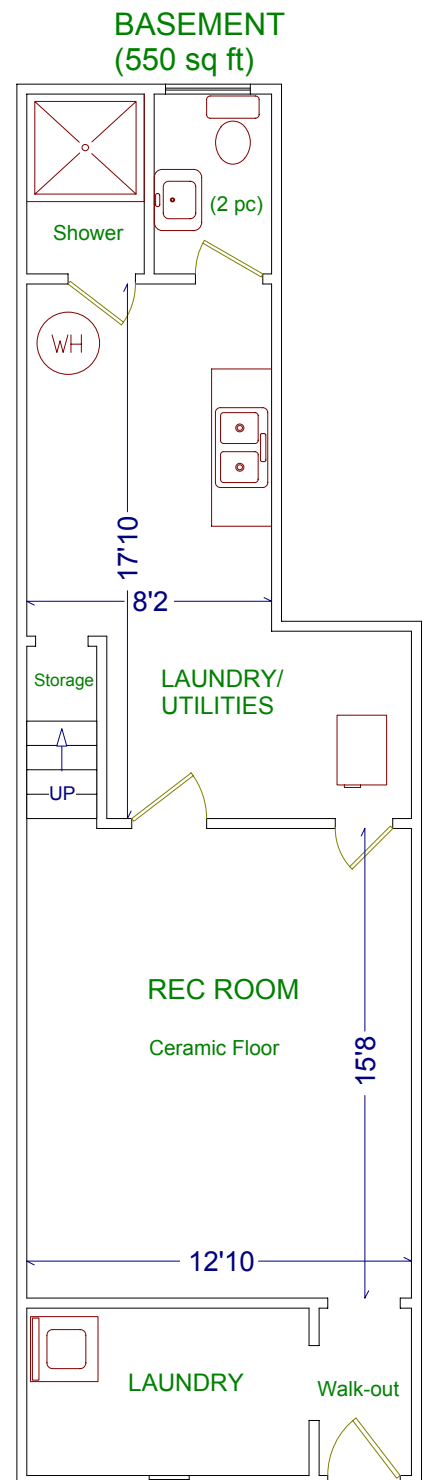 BASEMENT
(550 sq ft)
(2 pc)
Shower
WH
17'10
8'2
Storage
LAUNDRY/
UTILITIES
UP
REC ROOM
Ceramic Floor
15'8
12'10
LAUNDRY
Walk-out